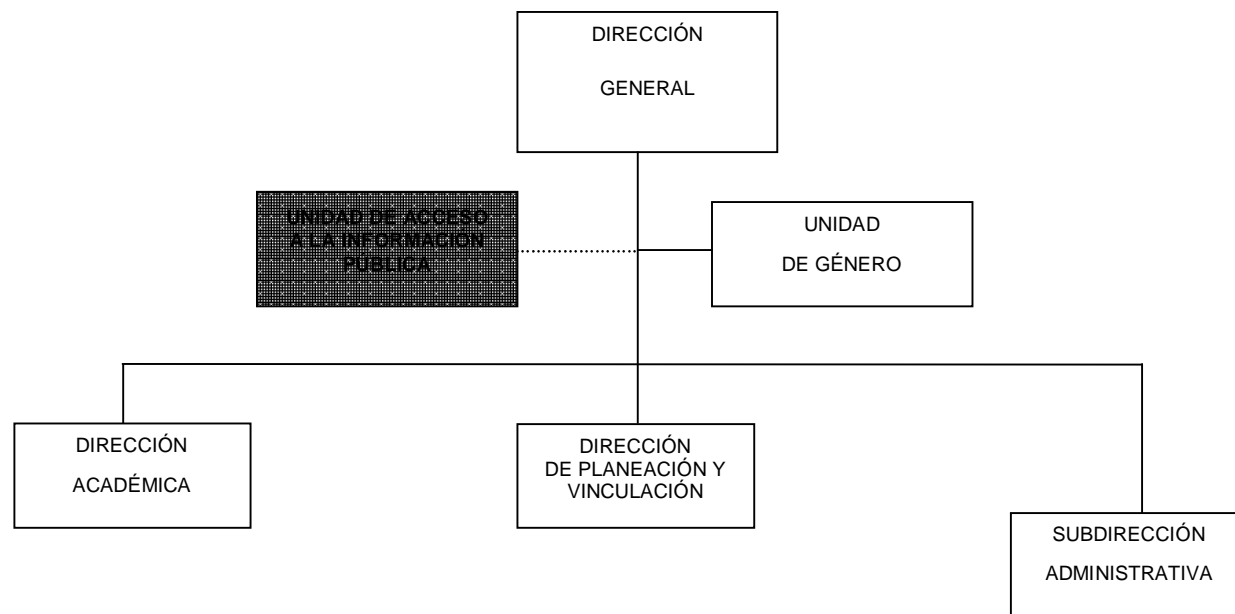 DIRECCIÓN
GENERAL
UNIDAD DE ACCESO
A LA INFORMACIÓN
PÚBLICA
UNIDAD
DE GÉNERO
DIRECCIÓN
ACADÉMICA
DIRECCIÓN
DE PLANEACIÓN Y
VINCULACIÓN
SUBDIRECCIÓN
ADMINISTRATIVA